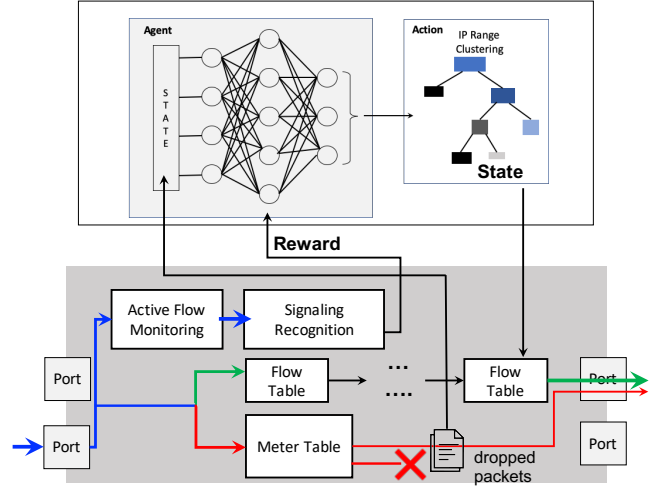 Agent
S
T
A
T
E
Action
IP Range
Clustering
State
Reward
Active Flow
Monitoring
Signaling
Recognition
Port
Flow
Table
...
....
Flow
Table
Port
Port
Meter Table
Port
dropped
packets